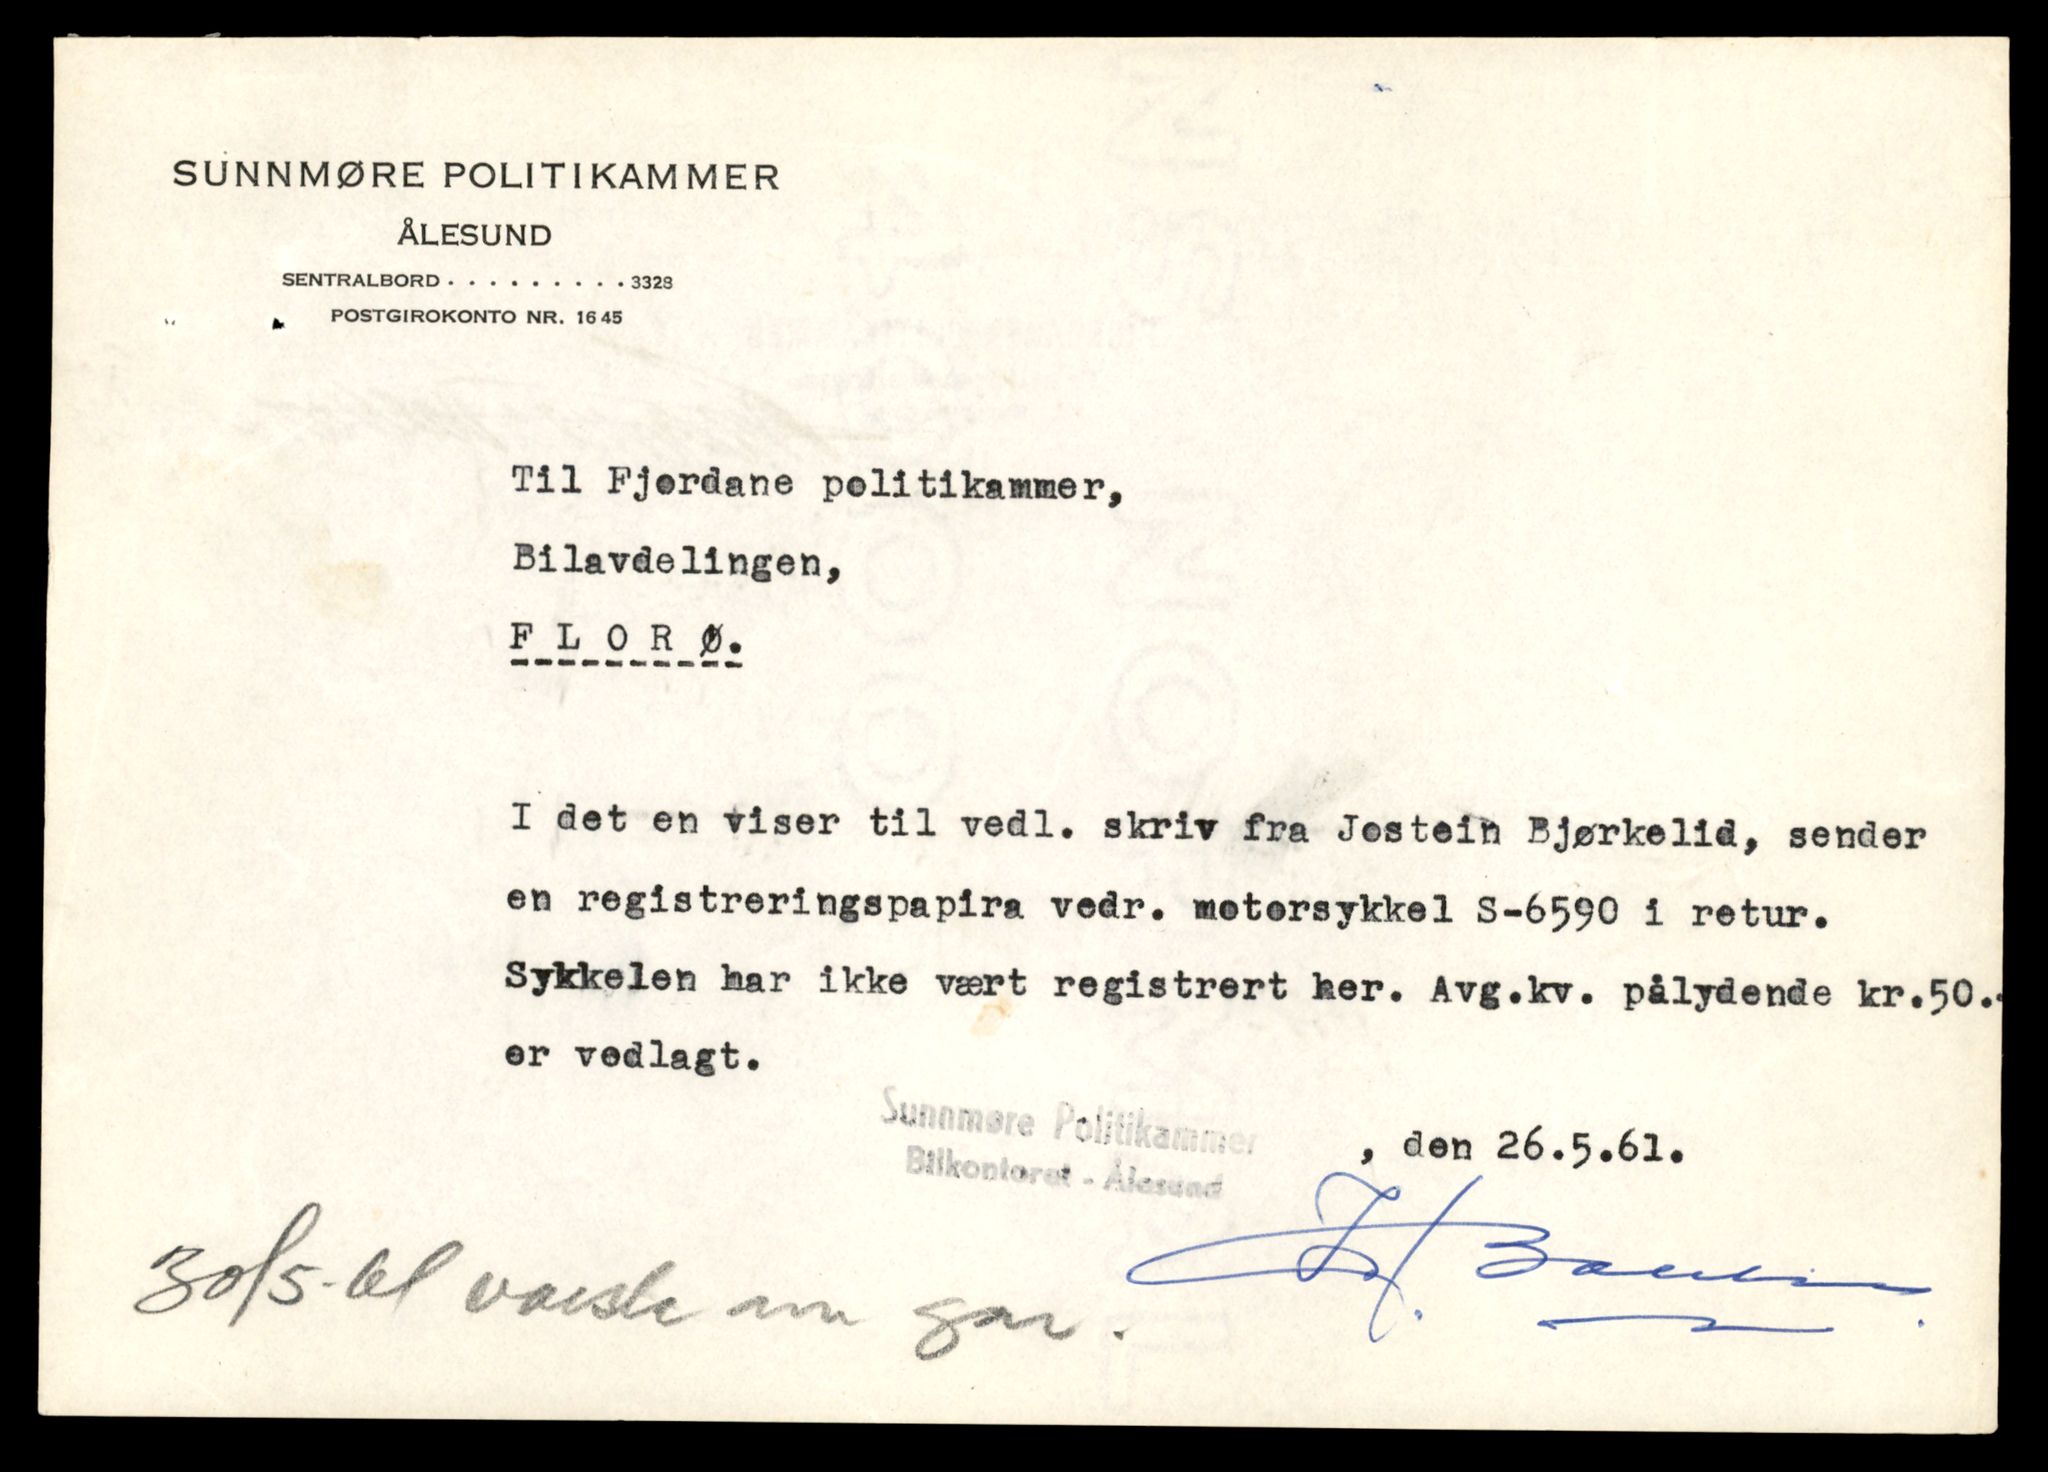 SUNNMØRE POLITIKAMMER
ÅLESUND
SENTRALBORD . . . . . . . . . 3328
POSTGIROKONTO NR. 1645
Til Fjordane politikammer,
Bilavdelingen,
F L O R Ø.
I det en viser til vedl. skriv fra Jostein Bjørkelid, sender
en registreringspapira vedr. motorsykkel S-6590 i retur.
Sykkelen har ikke vært registrert her. Avg.kv. pålydende kr.50.-
er vedlagt.
Sunnmøre Politikammer
Bilkontoret - Ålesund
, den 26.5.61.
30/5-61